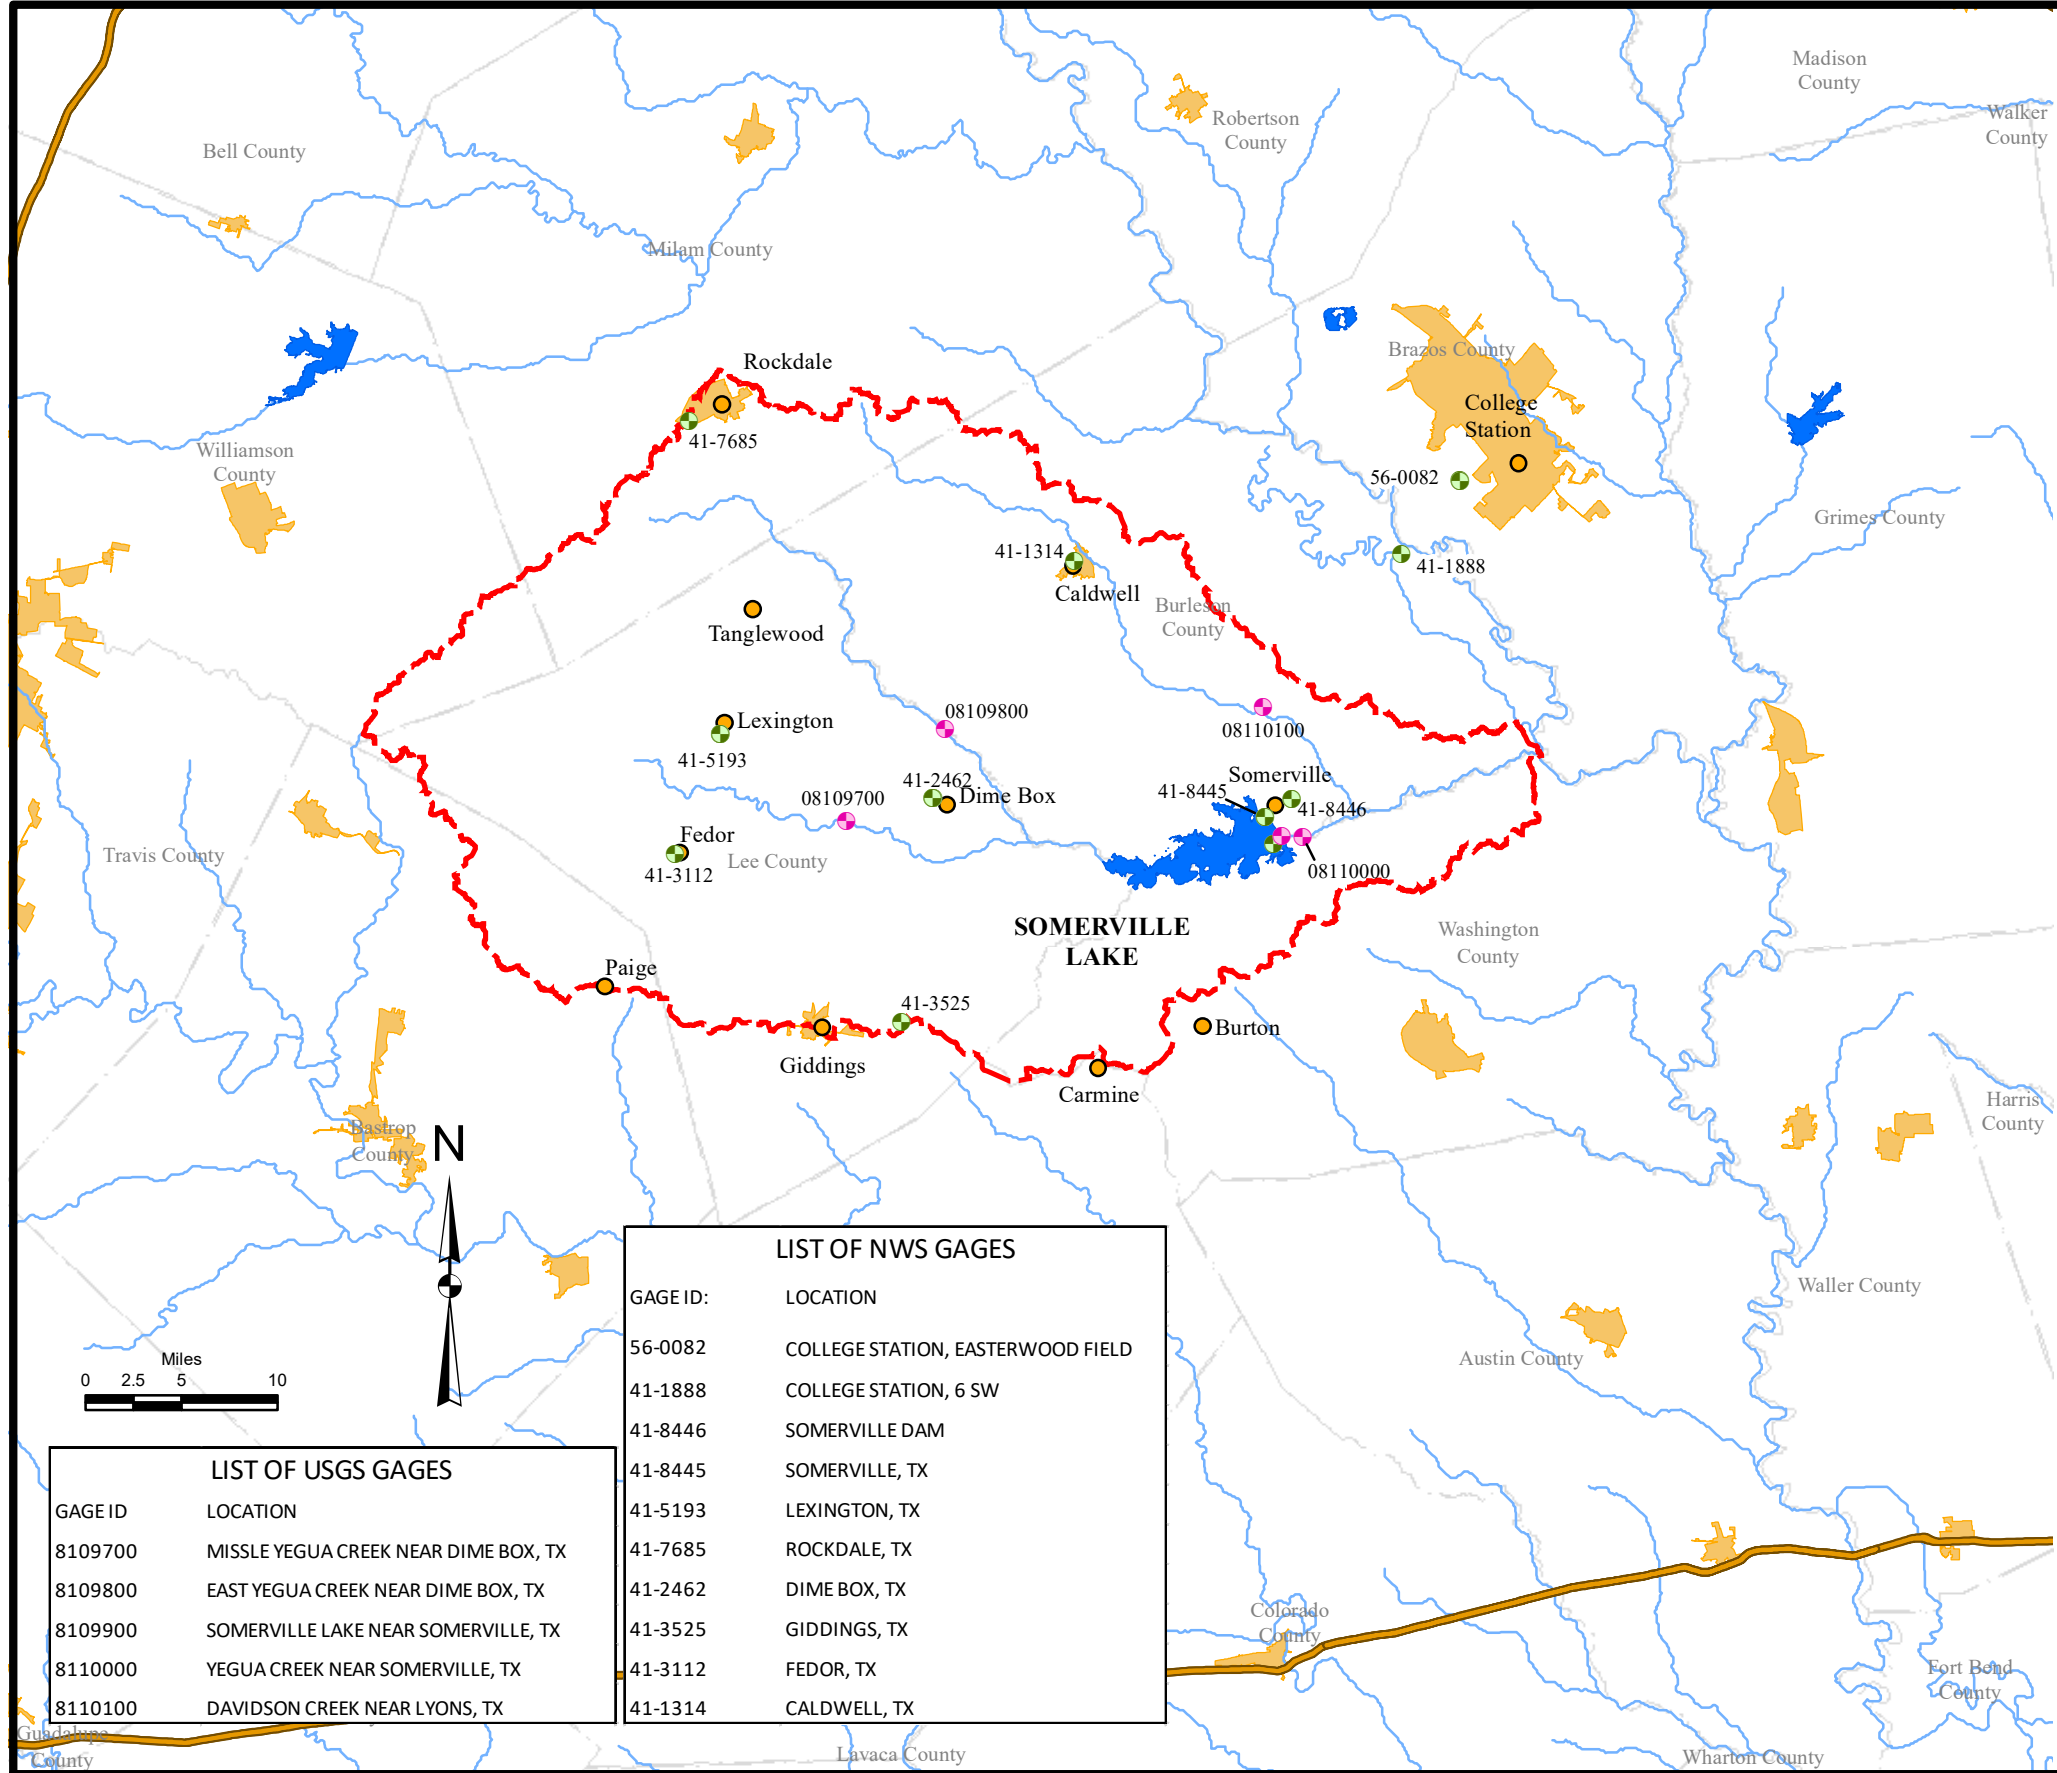 Madison
County
Walker
County
Robertson
County
Bell County
Milam County
Brazos County
Rockdale
College
Station
41-7685
Williamson
County
56-0082
Grimes County
41-1314
41-1888
Caldwell
Burleson
County
Tanglewood
Lexington
08109800
08110100
41-5193
41-2462
Somerville
08109700
Dime Box
41-8445
41-8446
Fedor
Travis County
Lee County
41-3112
08110000
SOMERVILLE
LAKE
Washington
County
Paige
41-3525
Burton
Giddings
Carmine
Harris
County
Bastrop
County
N
Waller County
Austin County
Miles
0 2.5 5 10
LIST OF NWS GAGES
GAGE ID: LOCATION
56-0082 COLLEGE STATION, EASTERWOOD FIELD
41-1888 COLLEGE STATION, 6 SW
41-8446 SOMERVILLE DAM
41-8445 SOMERVILLE, TX
41-5193 LEXINGTON, TX
41-7685 ROCKDALE, TX
41-2462 DIME BOX, TX
41-3525 GIDDINGS, TX
41-3112 FEDOR, TX
41-1314 CALDWELL, TX
LIST OF USGS GAGES
GAGE ID LOCATION
8109700 MISSLE YEGUA CREEK NEAR DIME BOX, TX
8109800 EAST YEGUA CREEK NEAR DIME BOX, TX
8109900 SOMERVILLE LAKE NEAR SOMERVILLE, TX
8110000 YEGUA CREEK NEAR SOMERVILLE, TX
8110100 DAVIDSON CREEK NEAR LYONS, TX
Colorado
County
Fort Bend
County
Guadalupe
County
Lavaca County
Wharton County